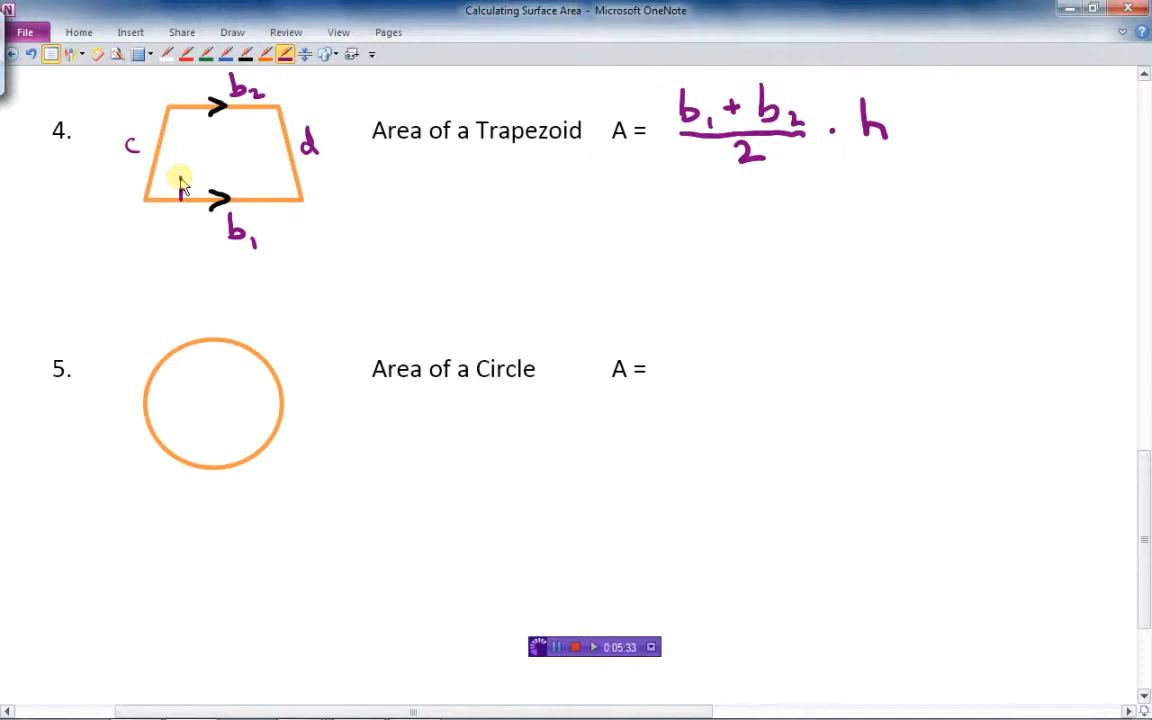 Calculating Surface Area - Microsoft OneNote
File Home Insert Share Draw Review View Pages
b₂
4. c d Area of a Trapezoid A = b₁ + b₂ / 2 · h
b₁
5. Area of a Circle A =
0:05:33